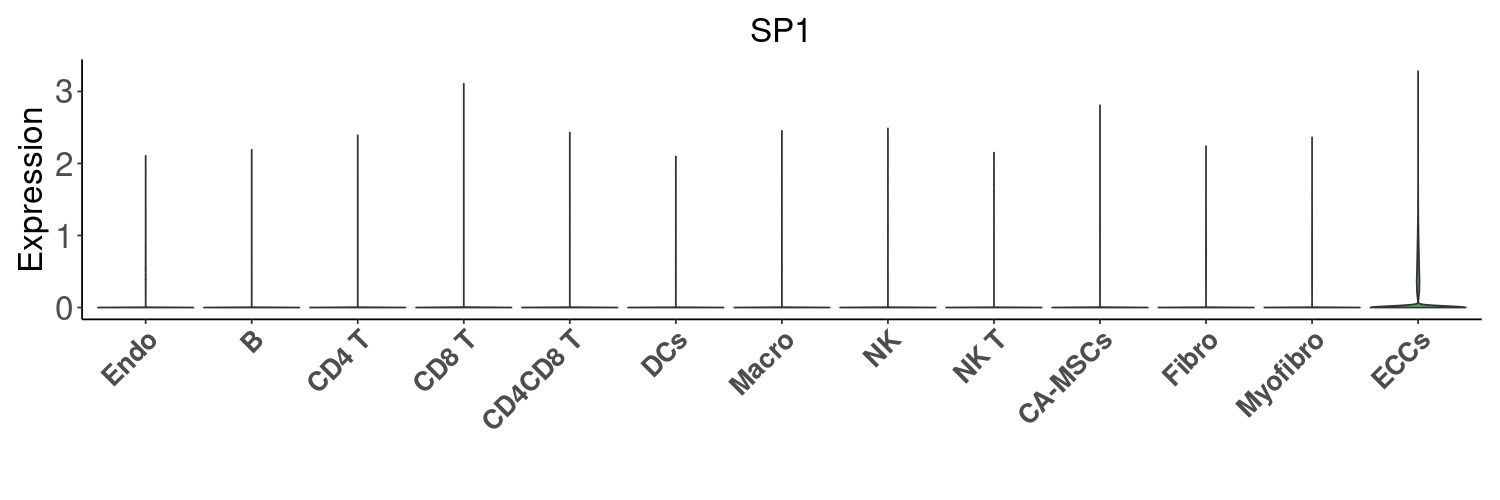 SP1
Expression
3
2
1
0
Endo
B
CD4 T
CD8 T
CD4CD8 T
DCs
Macro
NK
NK T
CA-MSCs
Fibro
Myofibro
ECCs